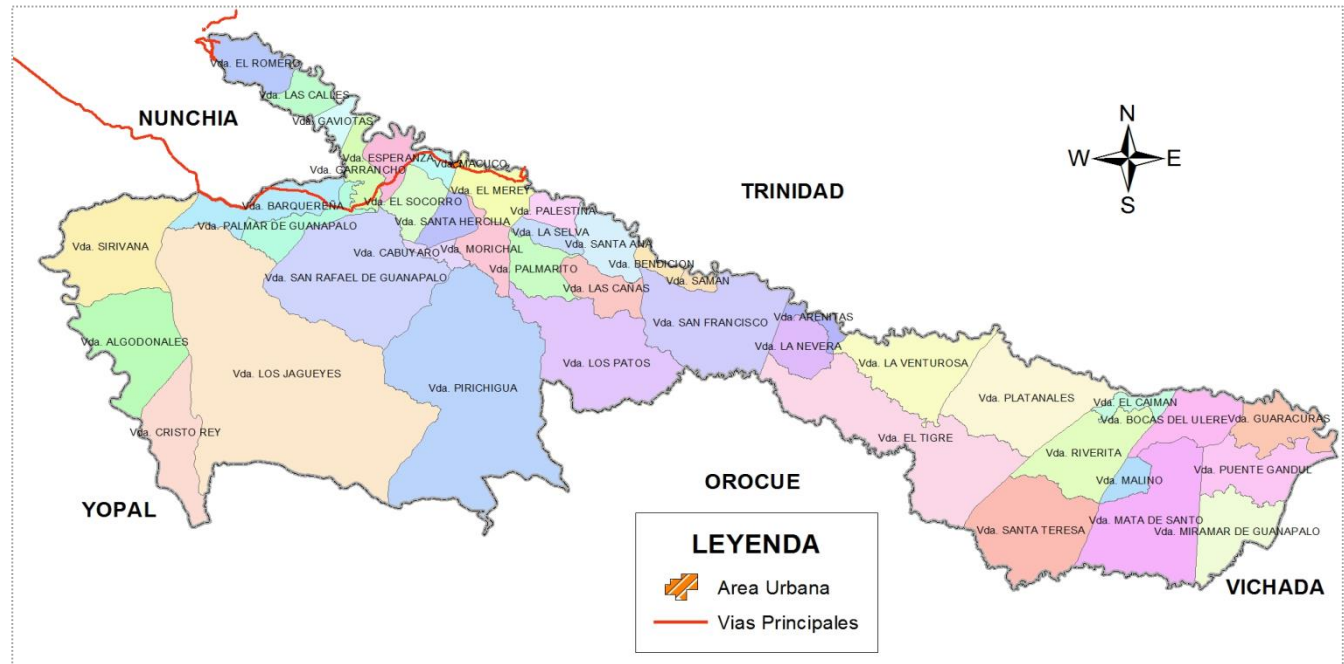 Vda. EL ROMERO
Vda. LAS CALLES
NUNCHIA
Vda. GAVIOTAS
N
W
E
S
Vda. ESPERANZA
Vda. MACUCO
Vda. GARRANCHO
TRINIDAD
Vda. EL MEREY
Vda. BARQUEREÑA
Vda. EL SOCORRO
Vda. PALESTINA
Vda. PALMAR DE GUANAPALO
Vda. SANTA HERCILIA
Vda. LA SELVA
Vda. SIRIVANA
Vda. SANTA ANA
Vda. CABUYARO
Vda. MORICHAL
Vda. BENDICION
Vda. SAN RAFAEL DE GUANAPALO
Vda. PALMARITO
Vda. SAMAN
Vda. LAS CAÑAS
Vda. ARENITAS
Vda. SAN FRANCISCO
Vda. ALGODONALES
Vda. LA NEVERA
Vda. LA VENTUROSA
Vda. LOS PATOS
Vda. LOS JAGUEYES
Vda. PIRICHIGUA
Vda. PLATANALES
Vda. EL CAIMAN
Vda. BOCAS DEL ULERE
Vda. GUARACURAS
Vda. CRISTO REY
Vda. EL TIGRE
Vda. RIVERITA
Vda. PUENTE GANDUL
Vda. MALINO
OROCUE
YOPAL
Vda. MATA DE SANTO
Vda. SANTA TERESA
Vda. MIRAMAR DE GUANAPALO
LEYENDA
Area Urbana
Vias Principales
VICHADA